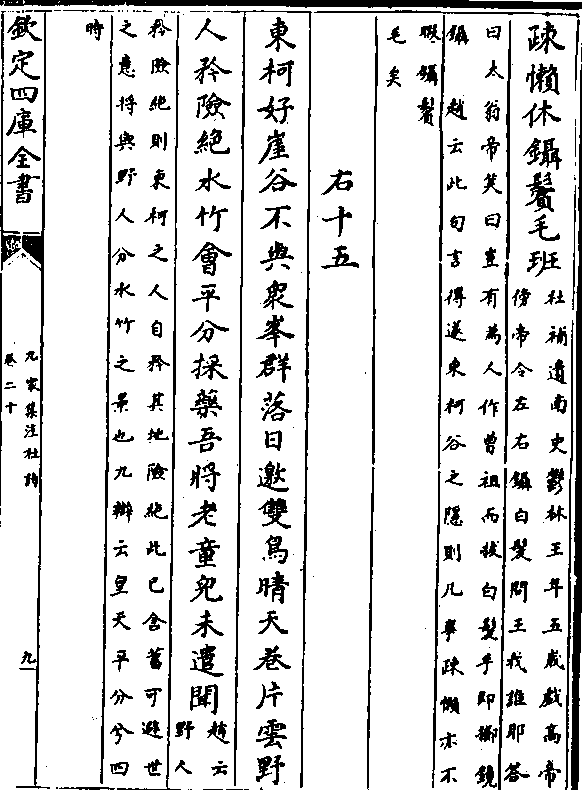 疎懶休鑷鬢毛班
杜補遺南史鬱林王年五歳戲高帝
傍帝令左右鑷白髮問王我誰耶答
曰太翁帝笑曰豈有為人作曽祖而拔白髮乎即擲鏡
鑷　趙云此句言得遂東柯谷之隠則凡事疎懶亦不
暇鑷鬢
毛矣
右十五
東柯好崖谷不與衆峯群落日邀雙鳥晴天卷片雲野
人矜險絶水竹會平分採藥吾將老童兒未遣聞
趙云
野人
矜險絶則東柯之人自矜其地險絶此已含蓄可避世
之意將與野人分水竹之景也九辯云皇天平分兮四
時
欽定四庫全書
九家集注杜詩
卷二十
九